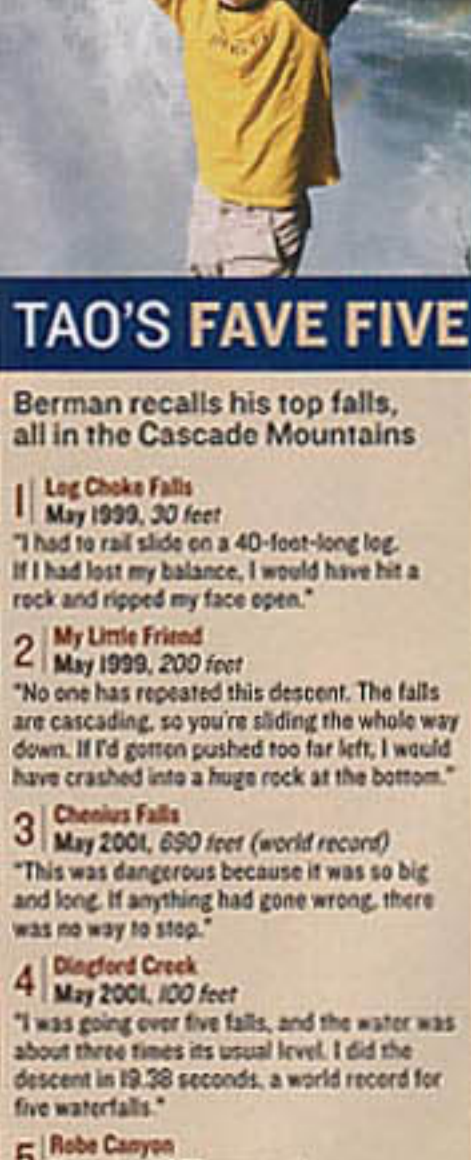 TAO'S FAVE FIVE
Berman recalls his top falls,
all in the Cascade Mountains
1 Log Choke Falls
May 1999, 30 feet
"I had to rail slide on a 40-foot-long log.
If I had lost my balance, I would have hit a
rock and ripped my face open."
2 My Little Friend
May 1999, 200 feet
"No one has repeated this descent. The falls
are cascading, so you're sliding the whole way
down. If I'd gotten pushed too far left, I would
have crashed into a huge rock at the bottom."
3 Chenius Falls
May 2001, 690 feet (world record)
"This was dangerous because it was so big
and long. If anything had gone wrong, there
was no way to stop."
4 Dingford Creek
May 2001, 100 feet
"I was going over five falls, and the water was
about three times its usual level. I did the
descent in 19.38 seconds, a world record for
five waterfalls."
5 Robe Canyon